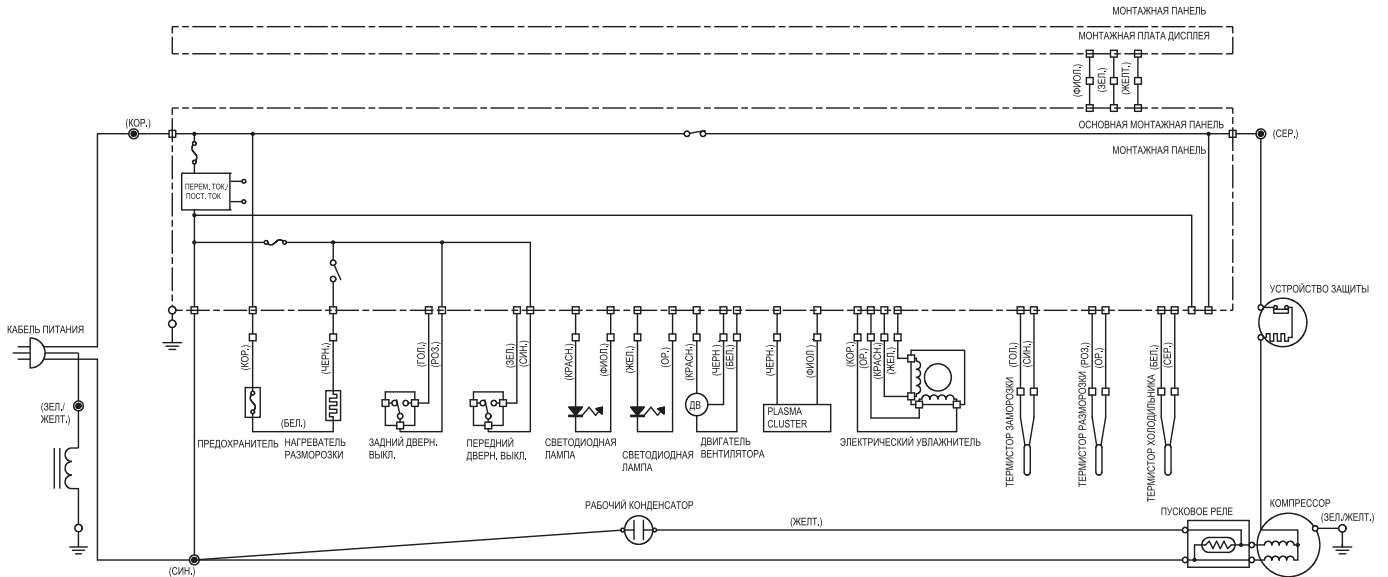 МОНТАЖНАЯ ПАНЕЛЬ
МОНТАЖНАЯ ПЛАТА ДИСПЛЕЯ
(ФИОЛ.)
(ЗЕЛ.)
(ЖЕЛТ.)
(КОР.)
ОСНОВНАЯ МОНТАЖНАЯ ПАНЕЛЬ
(СЕР.)
МОНТАЖНАЯ ПАНЕЛЬ
ПЕРЕМ. ТОК./
ПОСТ. ТОК
УСТРОЙСТВО ЗАЩИТЫ
КАБЕЛЬ ПИТАНИЯ
(КОР.)
(ЧЕРН.)
(ГОЛ.)
(РОЗ.)
(ЗЕЛ.)
(СИН.)
(КРАСН.)
(ФИОЛ.)
(ЖЕЛ.)
(ОР.)
(КРАСН.)
(ЧЕРН )
(БЕЛ.)
(ЧЕРН.)
(ФИОЛ )
(КОР.)
(ОР.)
(КРАСН.)
(ЖЕЛ.)
(ГОЛ.)
(СИН.)
(РОЗ.)
(ОР.)
(БЕЛ.)
(СЕР.)
(ЗЕЛ./
ЖЕЛТ.)
(БЕЛ.)
ДВ
PLASMA
CLUSTER
ПРЕДОХРАНИТЕЛЬ
НАГРЕВАТЕЛЬ
РАЗМОРОЗКИ
ЗАДНИЙ ДВЕРН.
ВЫКЛ.
ПЕРЕДНИЙ
ДВЕРН. ВЫКЛ.
СВЕТОДИОДНАЯ
ЛАМПА
СВЕТОДИОДНАЯ
ЛАМПА
ДВИГАТЕЛЬ
ВЕНТИЛЯТОРА
ЭЛЕКТРИЧЕСКИЙ УВЛАЖНИТЕЛЬ
ТЕРМИСТОР ЗАМОРОЗКИ
ТЕРМИСТОР РАЗМОРОЗКИ
ТЕРМИСТОР ХОЛОДИЛЬНИКА
РАБОЧИЙ КОНДЕНСАТОР
(ЖЕЛТ.)
ПУСКОВОЕ РЕЛЕ
КОМПРЕССОР
(ЗЕЛ./ЖЕЛТ.)
(СИН.)